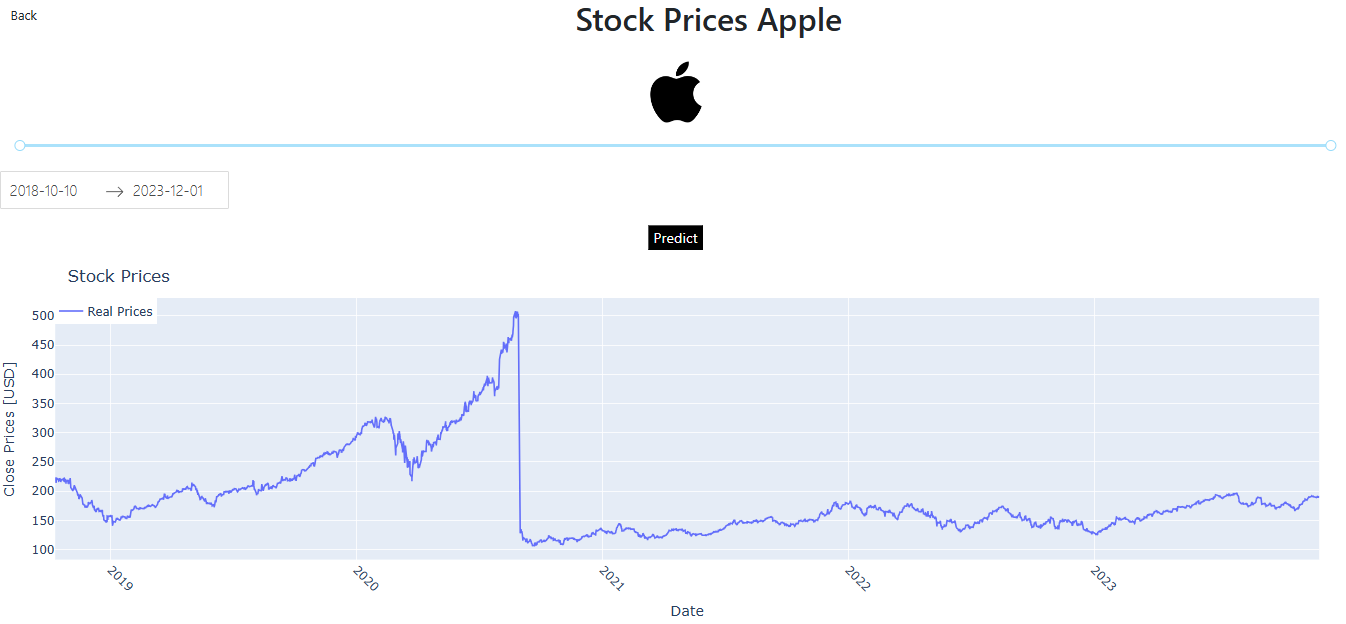 Back
Stock Prices Apple
2018-10-10 → 2023-12-01
Predict
Stock Prices
Real Prices
500
450
400
350
300
250
200
150
100
Close Prices [USD]
2019 2020 2021 2022 2023
Date